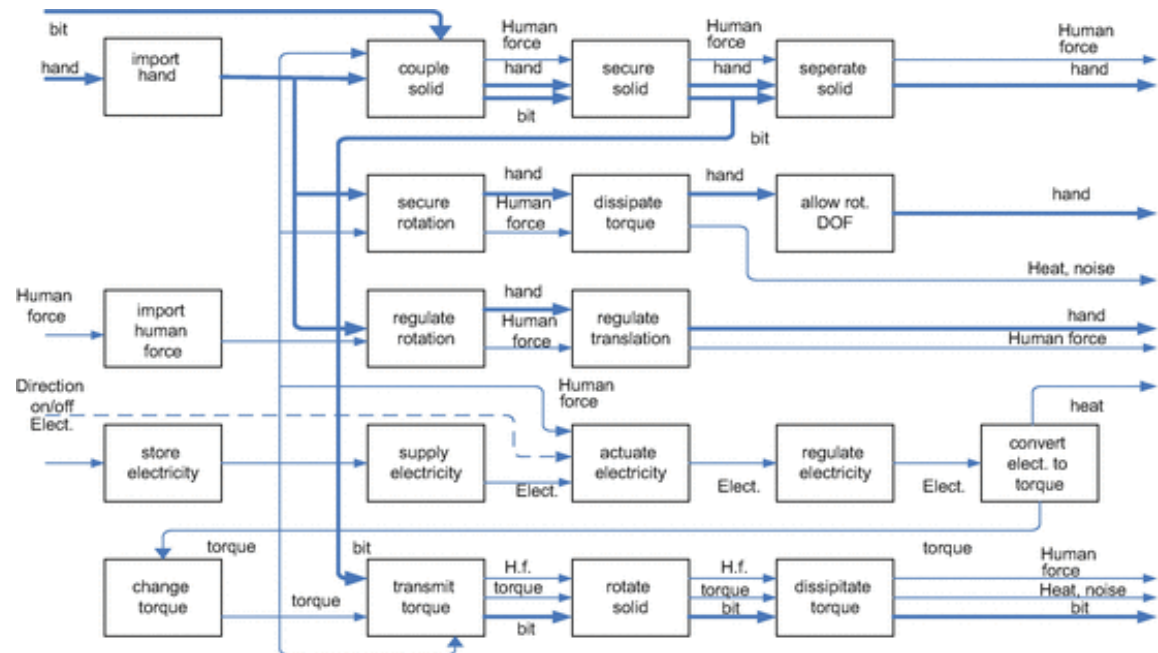 bit
hand
import
hand
couple
solid
Human
force
hand
bit
secure
solid
Human
force
hand
bit
seperate
solid
Human
force
hand
secure
rotation
hand
Human
force
dissipate
torque
hand
allow rot.
DOF
hand
Heat, noise
Human
force
import
human
force
regulate
rotation
hand
Human
force
regulate
translation
hand
Human force
Direction
on/off
Elect.
store
electricity
supply
electricity
Elect.
Human
force
actuate
electricity
Elect.
regulate
electricity
Elect.
convert
elect. to
torque
heat
torque
torque
change
torque
torque
bit
transmit
torque
H.f.
torque
bit
rotate
solid
H.f.
torque
bit
dissipitate
torque
Human
force
Heat, noise
bit